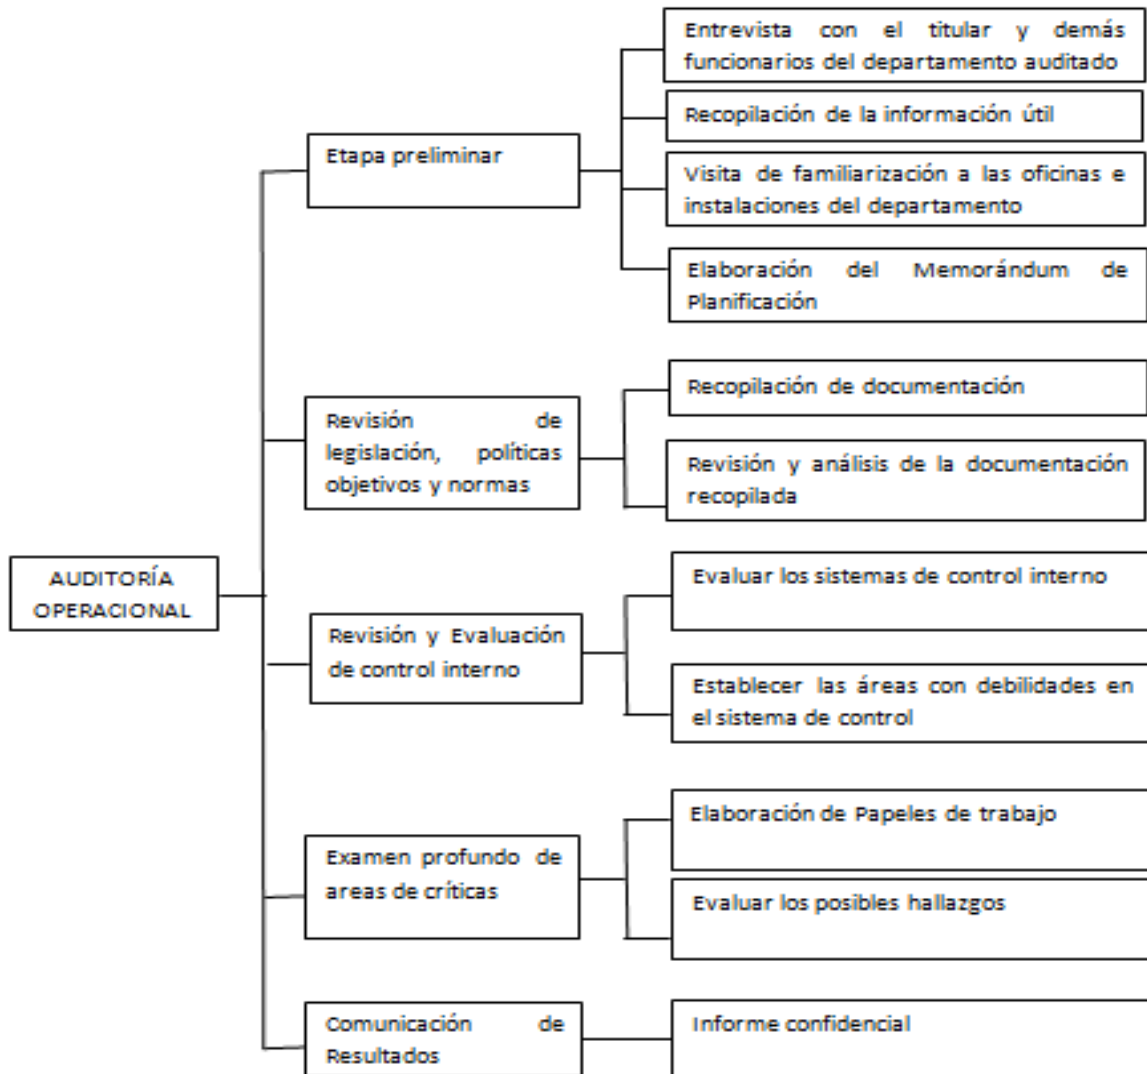 Entrevista con el titular y demás
funcionarios del departamento auditado
Recopilación de la información útil
Etapa preliminar
Visita de familiarización a las oficinas e
instalaciones del departamento
Elaboración del Memorándum de
Planificación
Recopilación de documentación
Revisión de
legislación, políticas
objetivos y normas
Revisión y análisis de la documentación
recopilada
AUDITORÍA
OPERACIONAL
Evaluar los sistemas de control interno
Revisión y Evaluación
de control interno
Establecer las áreas con debilidades en
el sistema de control
Elaboración de Papeles de trabajo
Examen profundo de
areas de críticas
Evaluar los posibles hallazgos
Comunicación de
Resultados
Informe confidencial